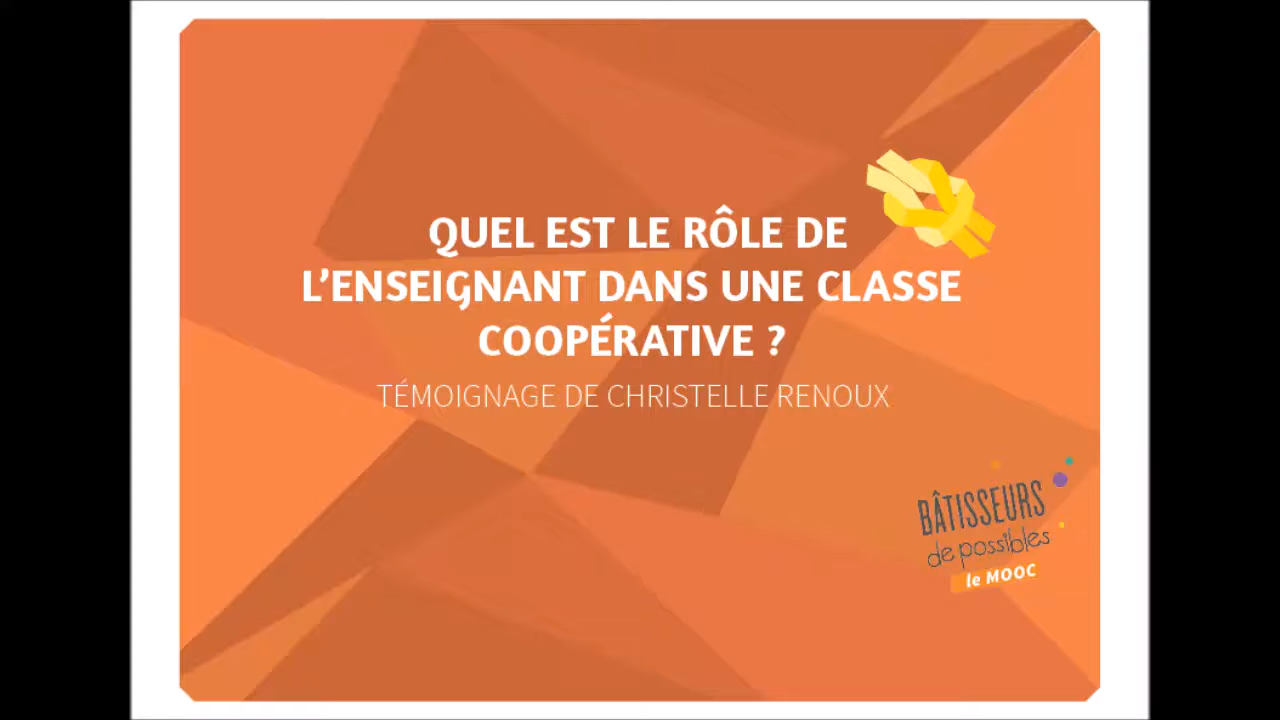 QUEL EST LE RÔLE DE
L’ENSEIGNANT DANS UNE CLASSE
COOPÉRATIVE ?
TÉMOIGNAGE DE CHRISTELLE RENOUX
BÂTISSEURS
de possibles
le MOOC